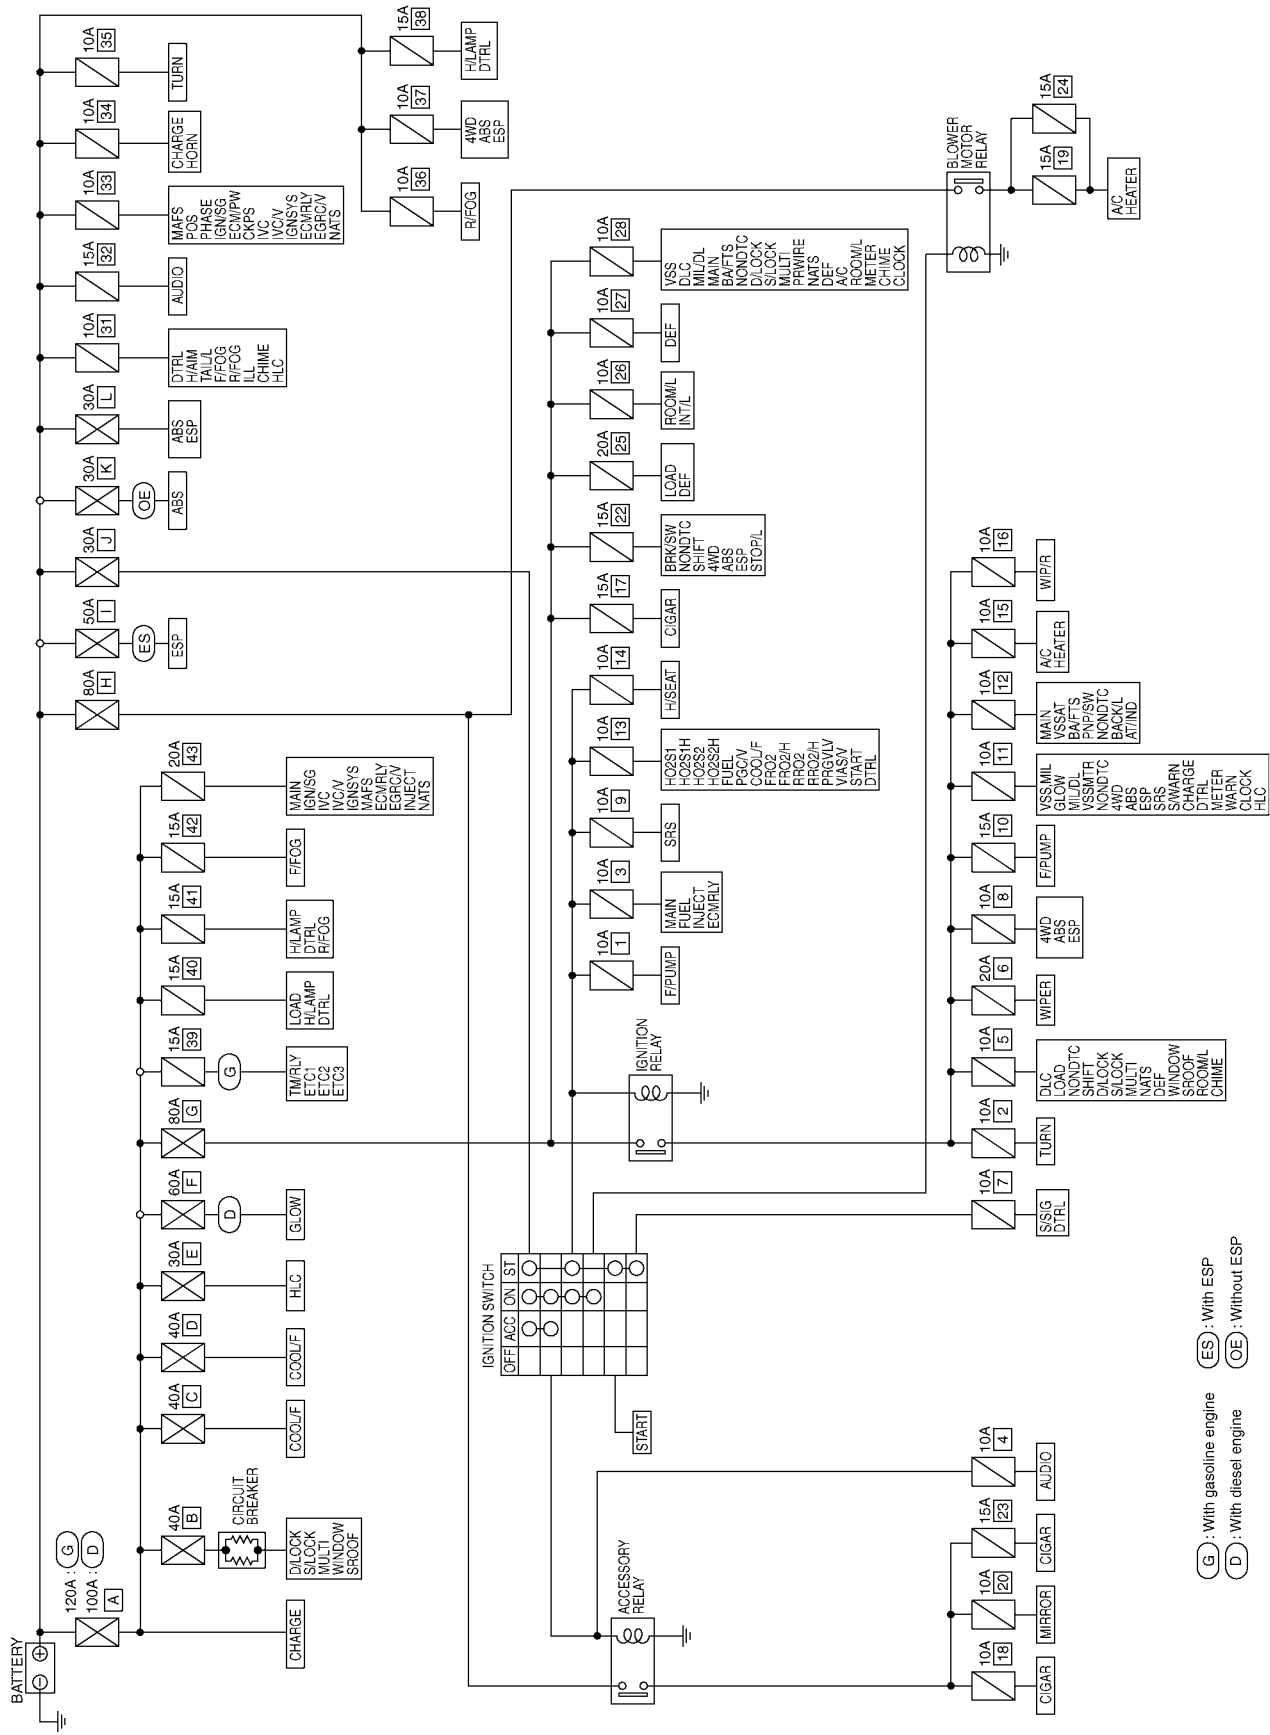 BATTERY
120A : G
100A : D
A
CHARGE
40A
B
CIRCUIT
BREAKER
D/LOCK
S/LOCK
MULTI
WINDOW
SROOF
40A
C
COOL/F
40A
D
COOL/F
30A
E
HLC
60A
F
D
GLOW
80A
G
15A
39
G
TM/RLY
ETC1
ETC2
ETC3
15A
40
LOAD
H/LAMP
DTRL
15A
41
H/LAMP
DTRL
R/FOG
15A
42
F/FOG
20A
43
MAIN
IGN/SG
IVC
IVC/V
IGNSYS
MAFS
ECMRLY
EGRC/V
INJECT
NATS
80A
H
50A
I
ES
ESP
30A
J
30A
K
OE
ABS
30A
L
ABS
ESP
10A
31
DTRL
H/AIM
TAIL/L
F/FOG
R/FOG
ILL
CHIME
HLC
15A
32
AUDIO
10A
33
MAFS
POS
PHASE
IGN/SG
ECM/PW
CKPS
IVC
IVC/V
IGNSYS
ECMRLY
EGRC/V
NATS
10A
34
CHARGE
HORN
10A
35
TURN
10A
36
R/FOG
10A
37
4WD
ABS
ESP
15A
38
H/LAMP
DTRL
IGNITION SWITCH
OFF
ACC
ON
ST
START
IGNITION
RELAY
10A
1
F/PUMP
10A
3
MAIN
FUEL
INJECT
ECMRLY
10A
9
SRS
10A
13
HO2S1
HO2S1H
HO2S2
HO2S2H
FUEL
PGC/V
COOL/F
FRO2
FRO2/H
RRO2
RRO2/H
PRGVLV
VIAS/V
START
DTRL
10A
14
H/SEAT
15A
17
CIGAR
15A
22
BRK/SW
NONDTC
SHIFT
4WD
ABS
ESP
STOP/L
20A
25
LOAD
DEF
10A
26
ROOM/L
INT/L
10A
27
DEF
10A
28
VSS
DLC
MIL/DL
MAIN
BA/FTS
NONDTC
D/LOCK
S/LOCK
MULTI
PRWIRE
NATS
DEF
A/C
ROOM/L
METER
CHIME
CLOCK
BLOWER
MOTOR
RELAY
15A
19
15A
24
A/C
HEATER
ACCESSORY
RELAY
10A
18
CIGAR
10A
20
MIRROR
15A
23
CIGAR
10A
4
AUDIO
10A
7
S/SIG
DTRL
10A
2
TURN
10A
5
DLC
LOAD
NONDTC
SHIFT
D/LOCK
S/LOCK
MULTI
NATS
DEF
WINDOW
SROOF
ROOM/L
CHIME
20A
6
WIPER
10A
8
4WD
ABS
ESP
15A
10
F/PUMP
10A
11
VSS,MIL
GLOW
MIL/DL
VSSMTR
NONDTC
4WD
ABS
ESP
SRS
S/WARN
CHARGE
DTRL
METER
WARN
CLOCK
HLC
10A
12
MAIN
VSSAT
BA/FTS
PNP/SW
NONDTC
BACK/L
AT/IND
10A
15
A/C
HEATER
10A
16
WIP/R
G : With gasoline engine
D : With diesel engine
ES : With ESP
OE : Without ESP